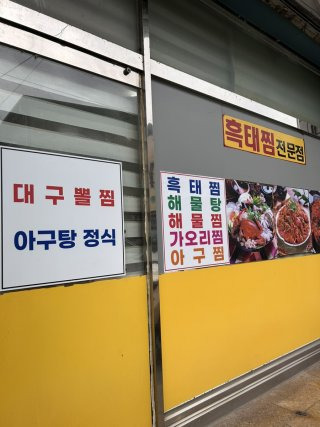 대구뽈찜
아구탕 정식
흑태찜전문점
흑태찜
해물탕
해물찜
가오리찜
아구찜